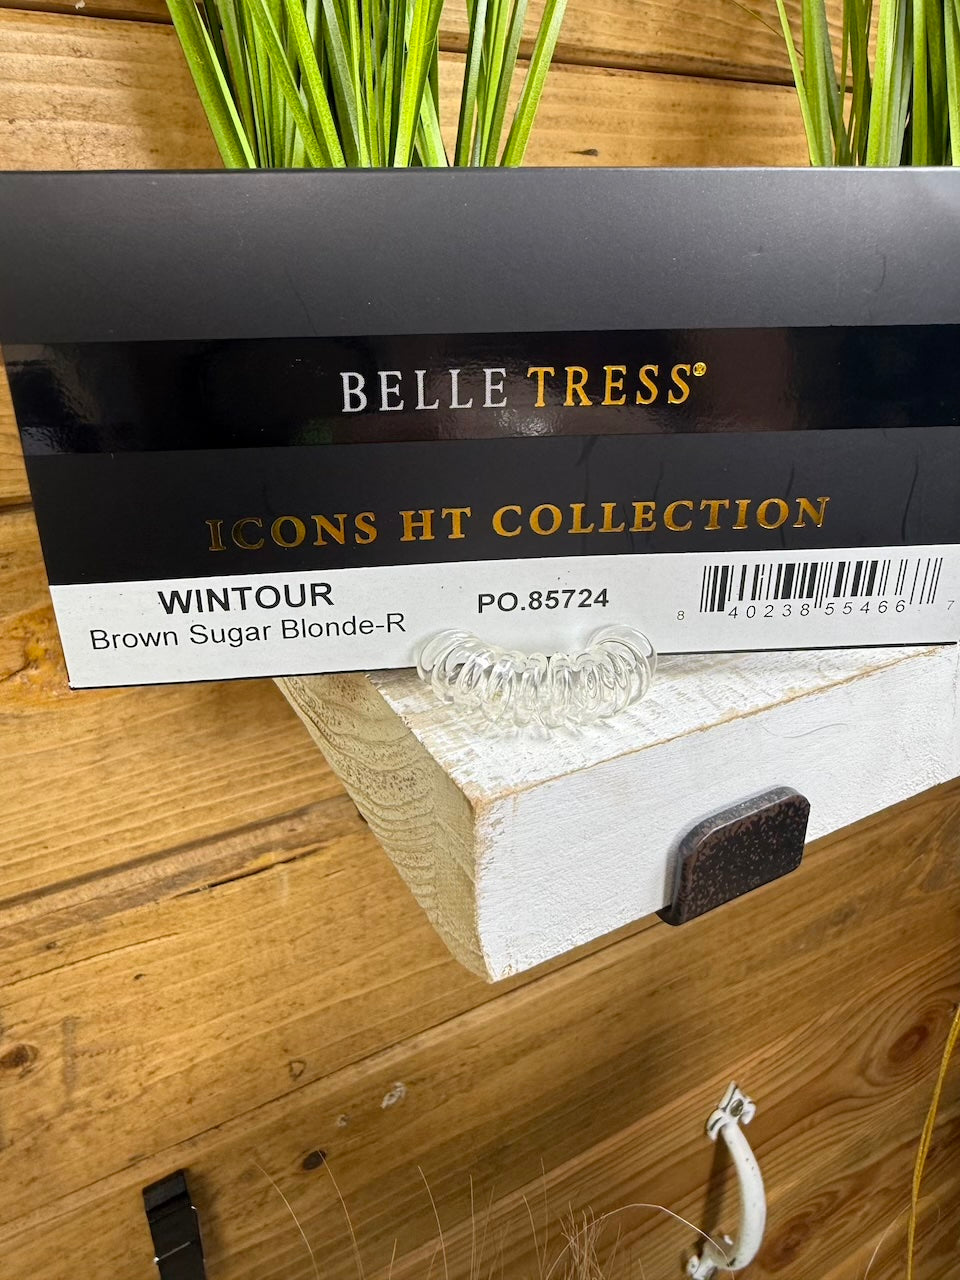 BELLE TRESS®
ICONS HT COLLECTION
WINTOUR
Brown Sugar Blonde-R
PO.85724
8 40238 55466 7